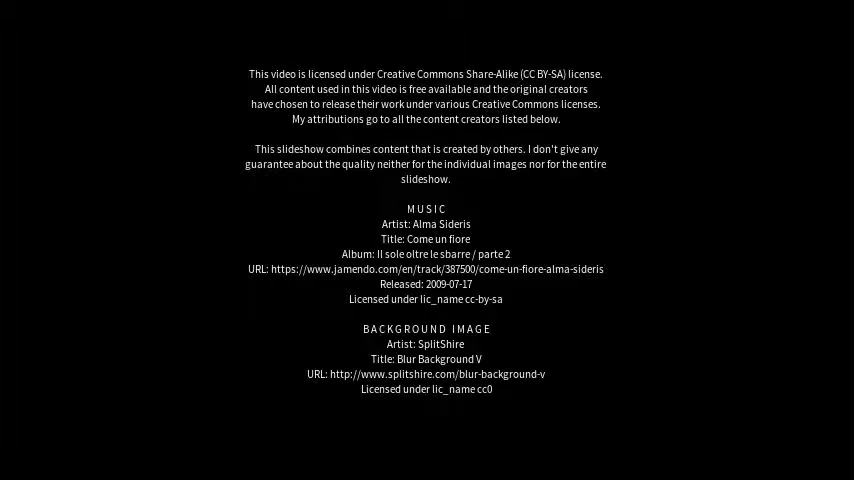 This video is licensed under Creative Commons Share-Alike (CC BY-SA) license.
All content used in this video is free available and the original creators
have chosen to release their work under various Creative Commons licenses.
My attributions go to all the content creators listed below.
This slideshow combines content that is created by others. I don't give any
guarantee about the quality neither for the individual images nor for the entire
slideshow.
MUSIC
Artist: Alma Sideris
Title: Come un fiore
Album: Il sole oltre le sbarre / parte 2
URL: https://www.jamendo.com/en/track/387500/come-un-fiore-alma-sideris
Released: 2009-07-17
Licensed under lic_name cc-by-sa
BACKGROUND IMAGE
Artist: SplitShire
Title: Blur Background V
URL: http://www.splitshire.com/blur-background-v
Licensed under lic_name cc0